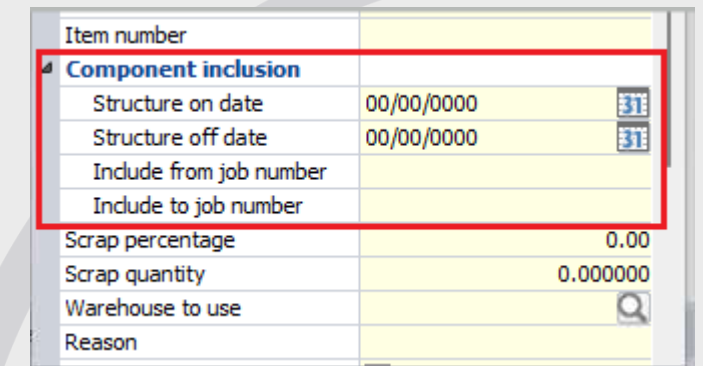 Item number
Component inclusion
Structure on date 00/00/0000 31
Structure off date 00/00/0000 31
Include from job number
Include to job number
Scrap percentage 0.00
Scrap quantity 0.000000
Warehouse to use
Reason